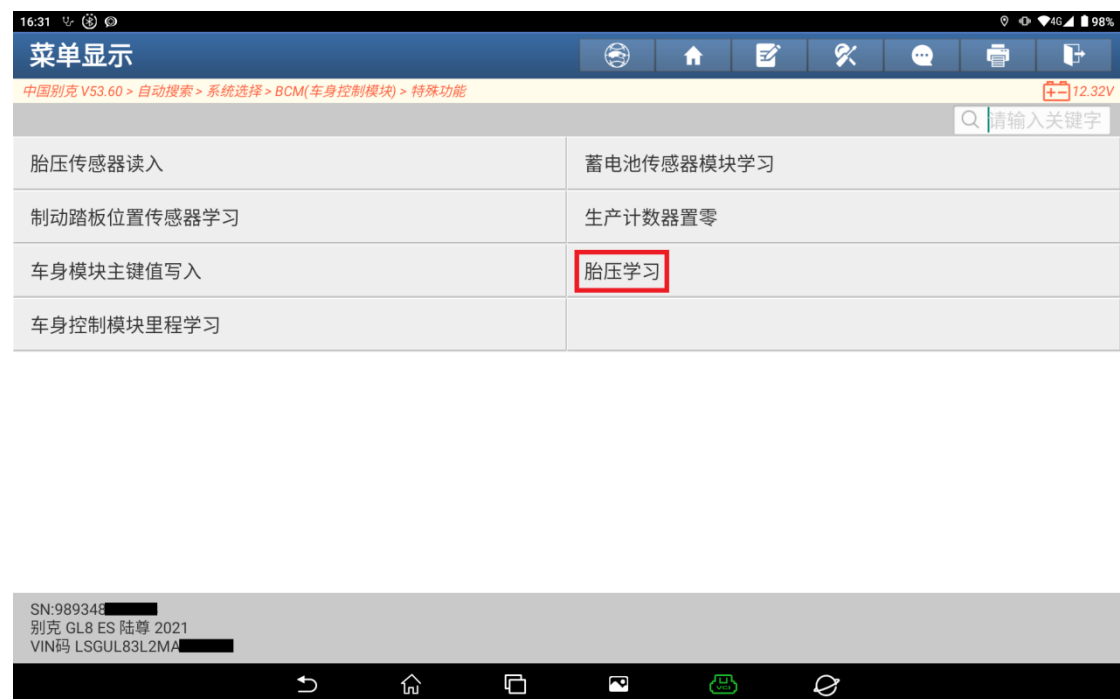 16:31 4G 98%
菜单显示
中国别克 V53.60 > 自动搜索 > 系统选择 > BCM(车身控制模块) > 特殊功能 12.32V
请输入关键字
胎压传感器读入 蓄电池传感器模块学习
制动踏板位置传感器学习 生产计数器置零
车身模块主键值写入 胎压学习
车身控制模块里程学习
SN:989348
别克 GL8 ES 陆尊 2021
VIN码 LSGUL83L2MA
VCI